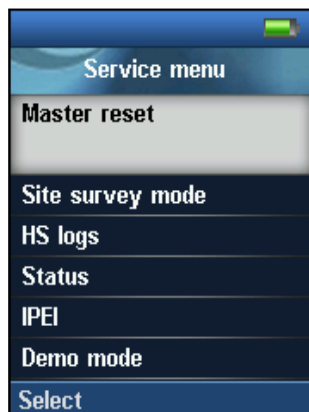 Service menu
Master reset
Site survey mode
HS logs
Status
IPEI
Demo mode
Select